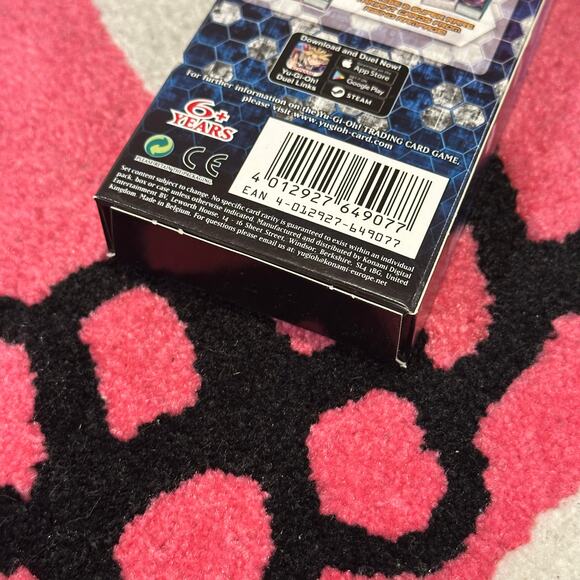 Download and Duel Now!
Yu-Gi-Oh!
Duel Links
App Store
Google Play
STEAM
For further information on the Yu-Gi-Oh! TRADING CARD GAME,
please visit www.yugioh-card.com.
6+
YEARS
PLEASE RETAIN THIS PACKAGING
CE
4 012927 649077
EAN 4-012927-649077
Set content subject to change. No specific card rarity is guaranteed to exist within an individual
pack, box or case unless otherwise indicated. Manufactured and distributed by Konami Digital
Entertainment BV. Leworth House, 14 - 16 Sheet Street, Windsor, Berkshire, SL4 1BG, United
Kingdom. Made in Belgium. For questions please email us at: yugioh@konami-europe.net